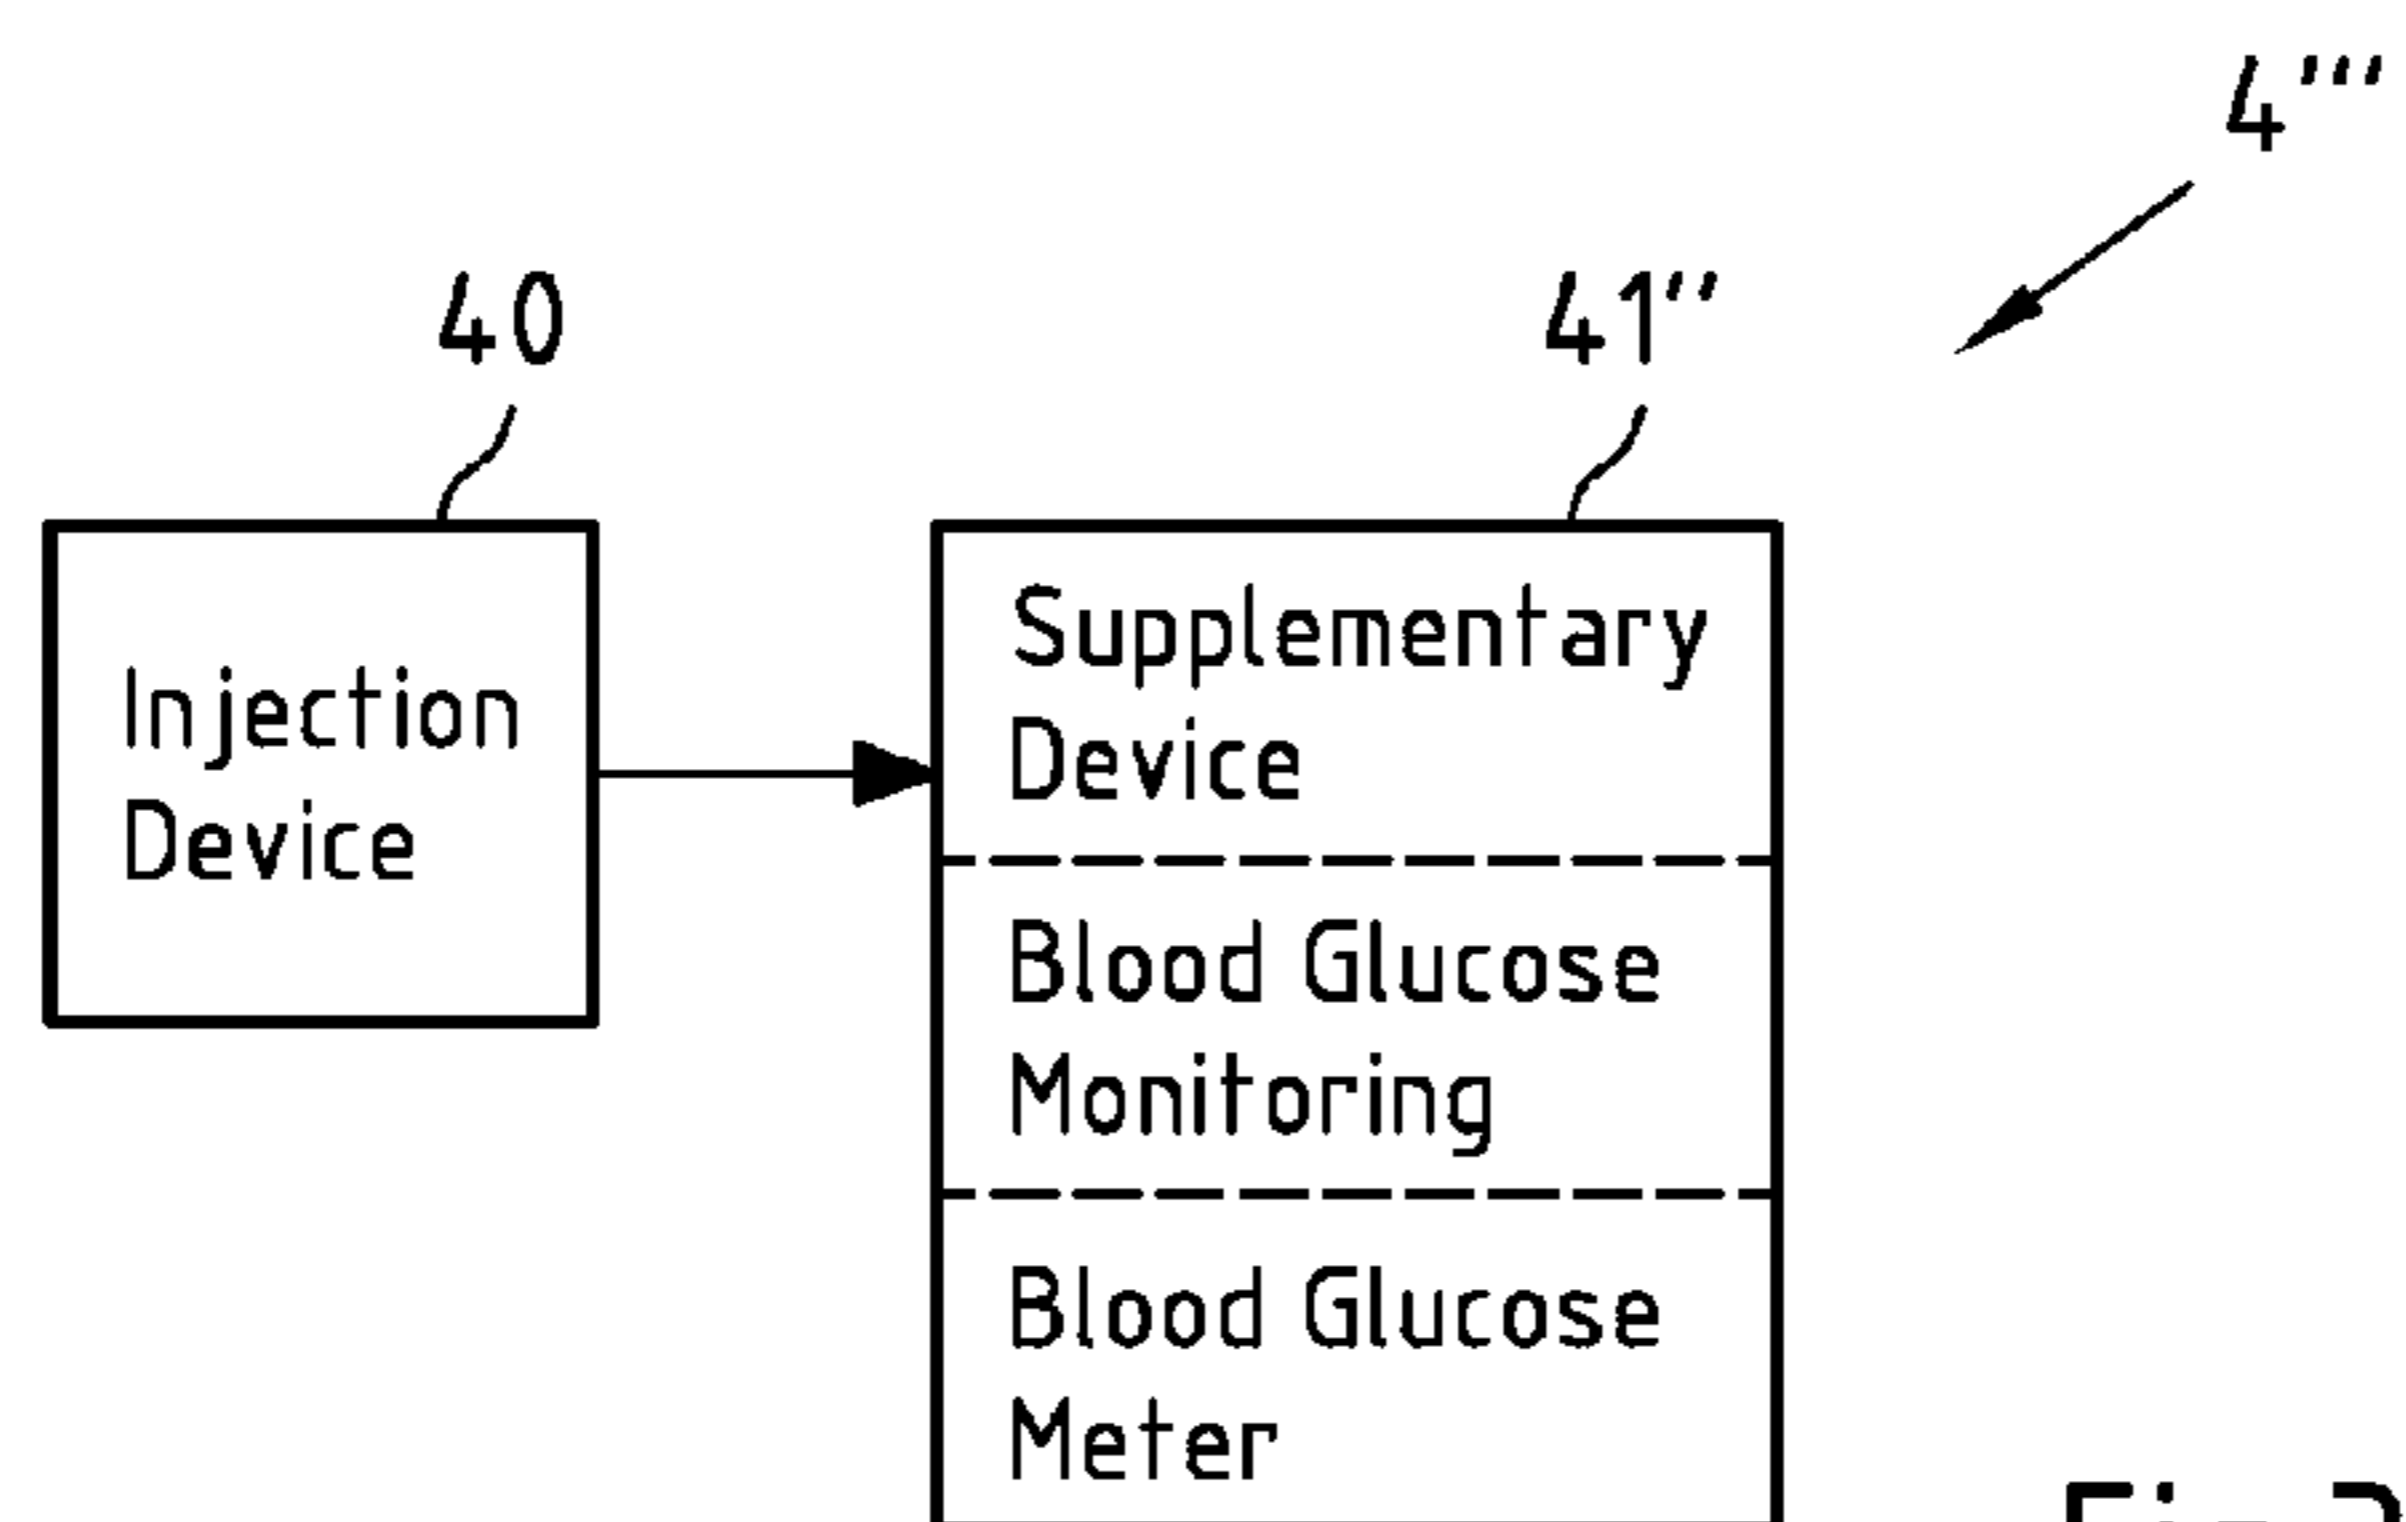 4'''
40
41''
Injection
Device
Supplementary
Device
Blood Glucose
Monitoring
Blood Glucose
Meter